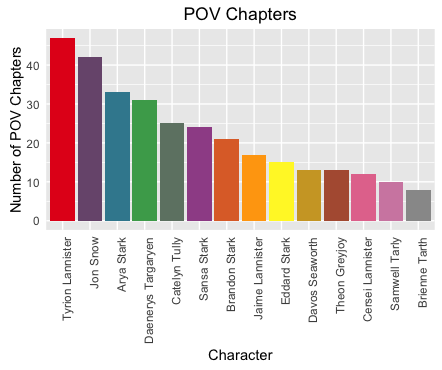 POV Chapters
Number of POV Chapters
40
30
20
10
0
Tyrion Lannister
Jon Snow
Arya Stark
Daenerys Targaryen
Catelyn Tully
Sansa Stark
Brandon Stark
Jaime Lannister
Eddard Stark
Davos Seaworth
Theon Greyjoy
Cersei Lannister
Samwell Tarly
Brienne Tarth
Character